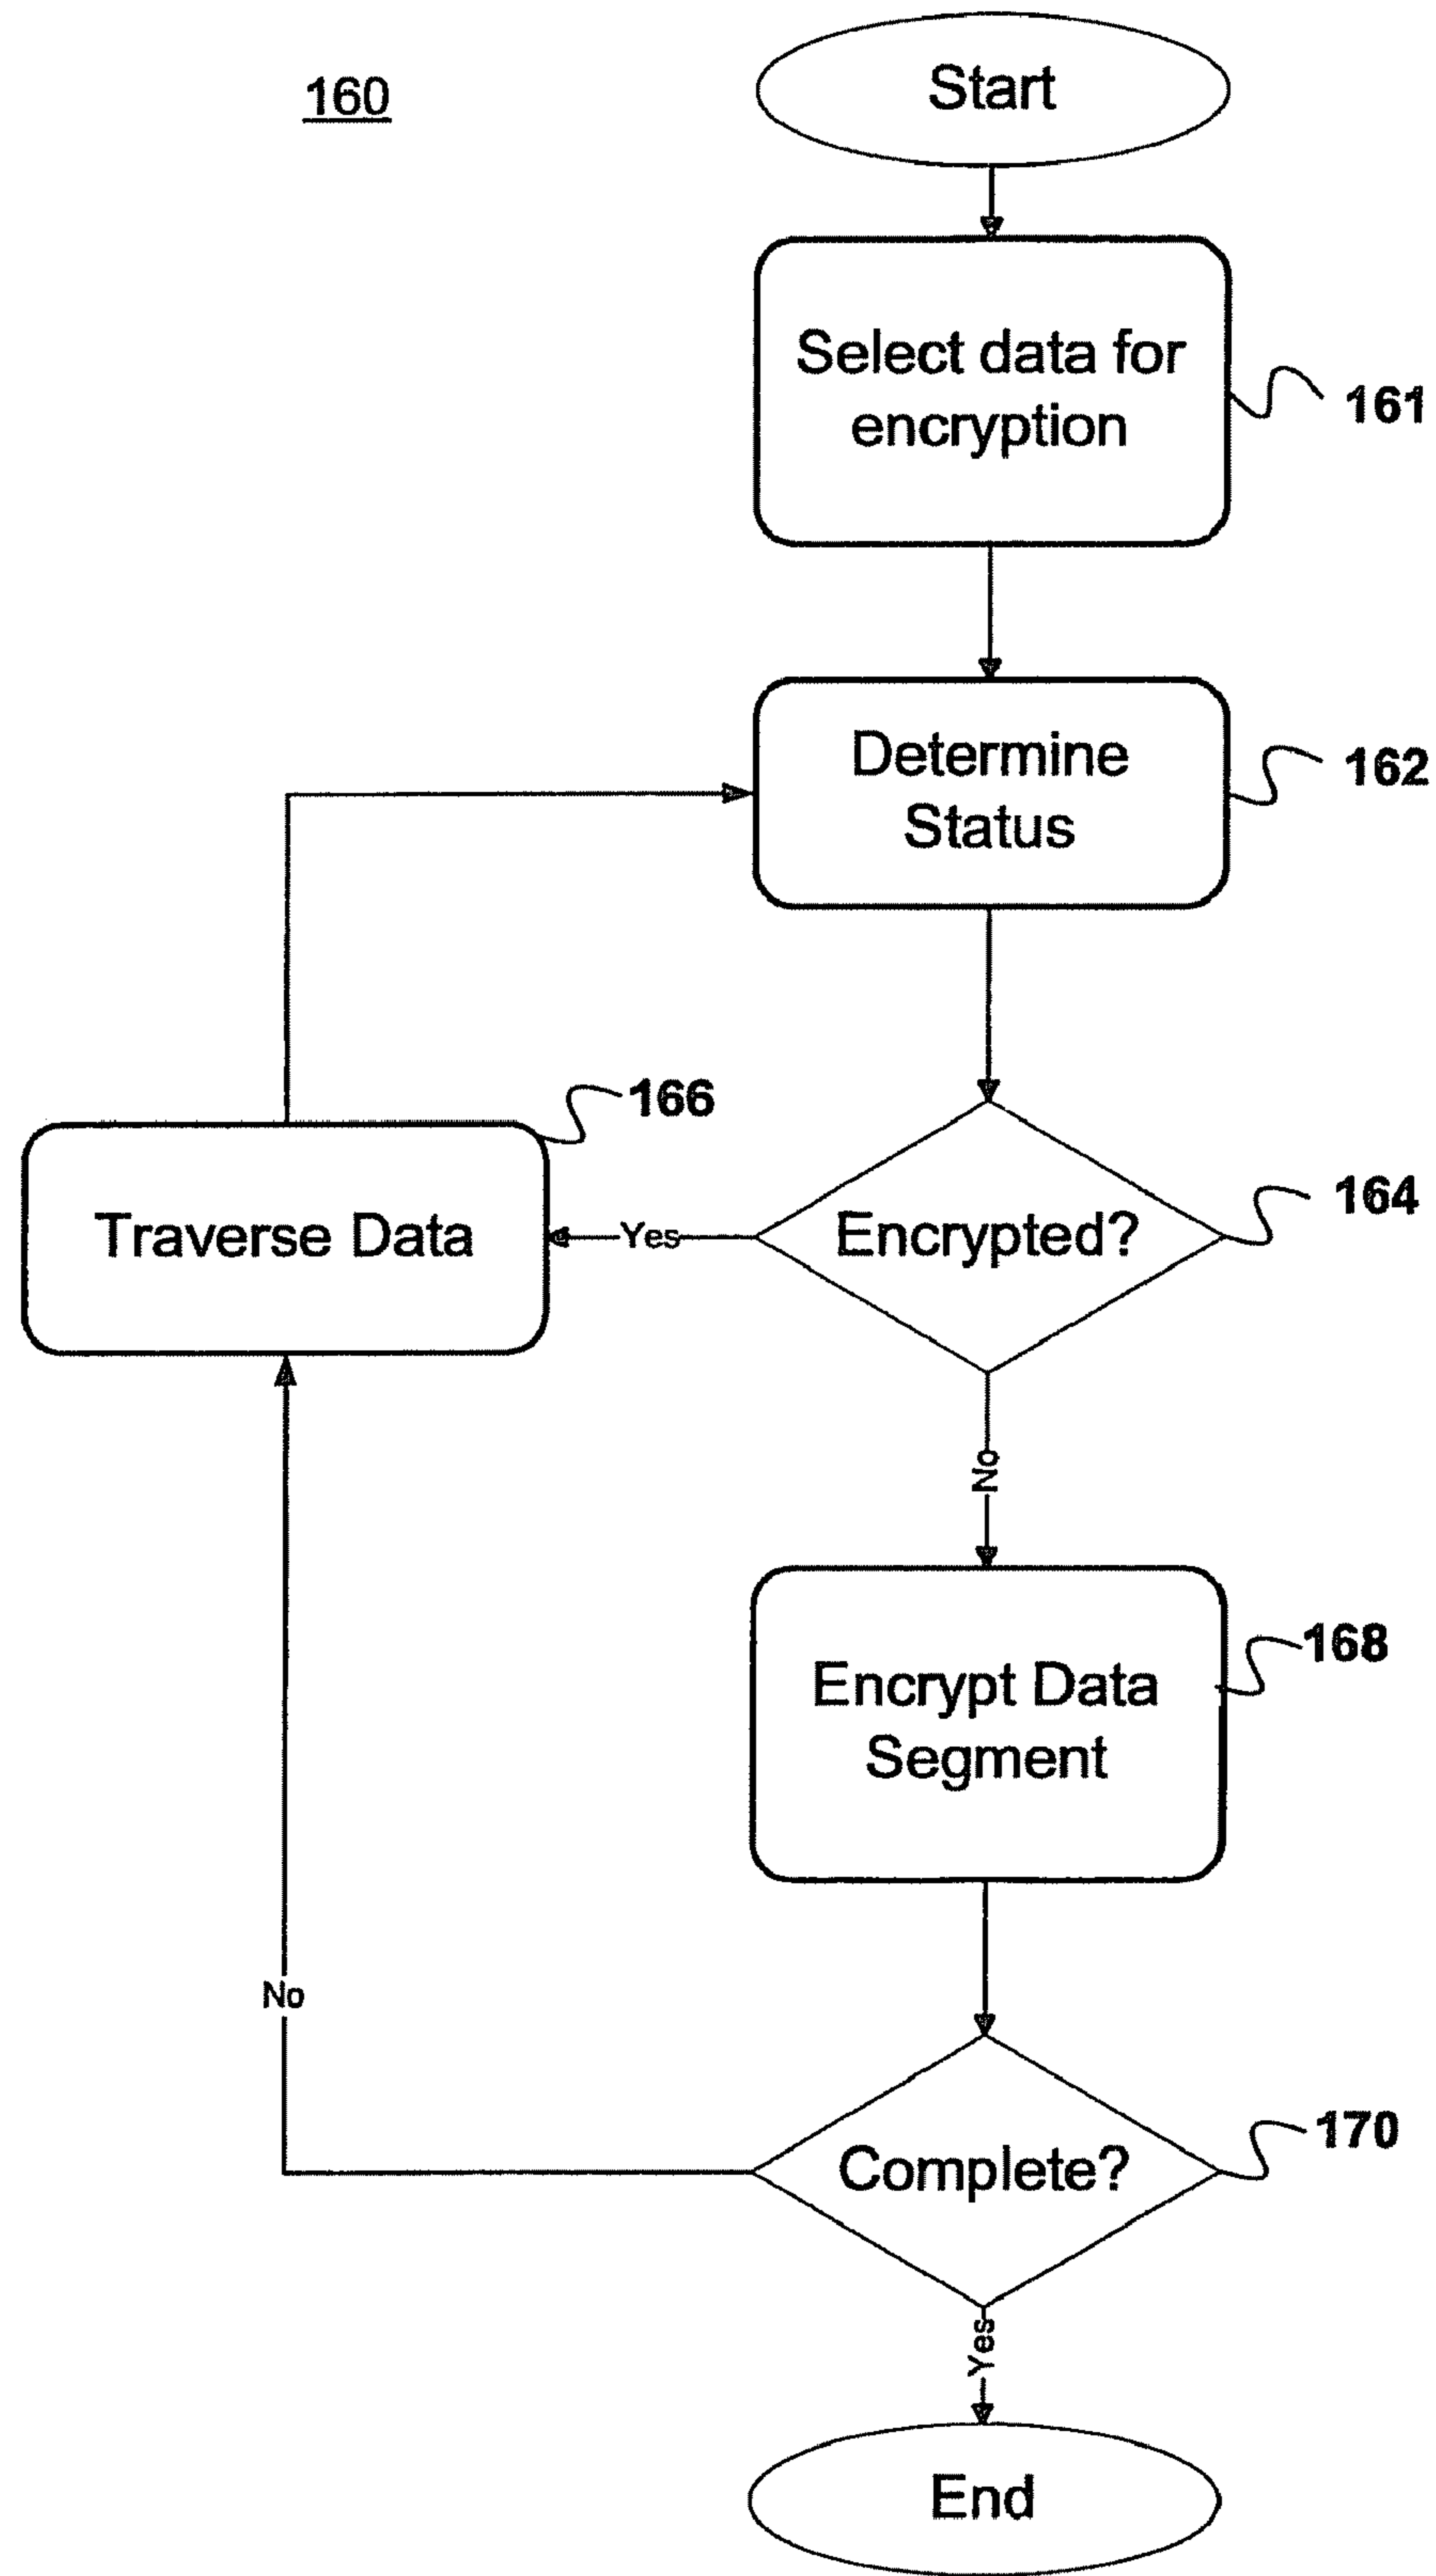 160
Start
Select data for
encryption
161
Determine
Status
162
166
Traverse Data
Yes
Encrypted?
164
No
Encrypt Data
Segment
168
No
Complete?
170
Yes
End